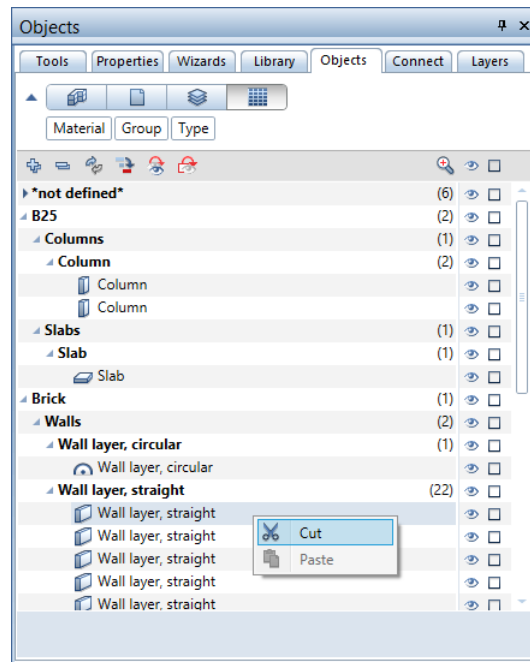 Objects
Tools Properties Wizards Library Objects Connect Layers
Material Group Type
*not defined* (6)
B25 (2)
Columns (1)
Column (2)
Column
Column
Slabs (1)
Slab (1)
Slab
Brick (1)
Walls (2)
Wall layer, circular (1)
Wall layer, circular
Wall layer, straight (22)
Wall layer, straight
Wall layer, straight Cut
Wall layer, straight Paste
Wall layer, straight
Wall layer, straight